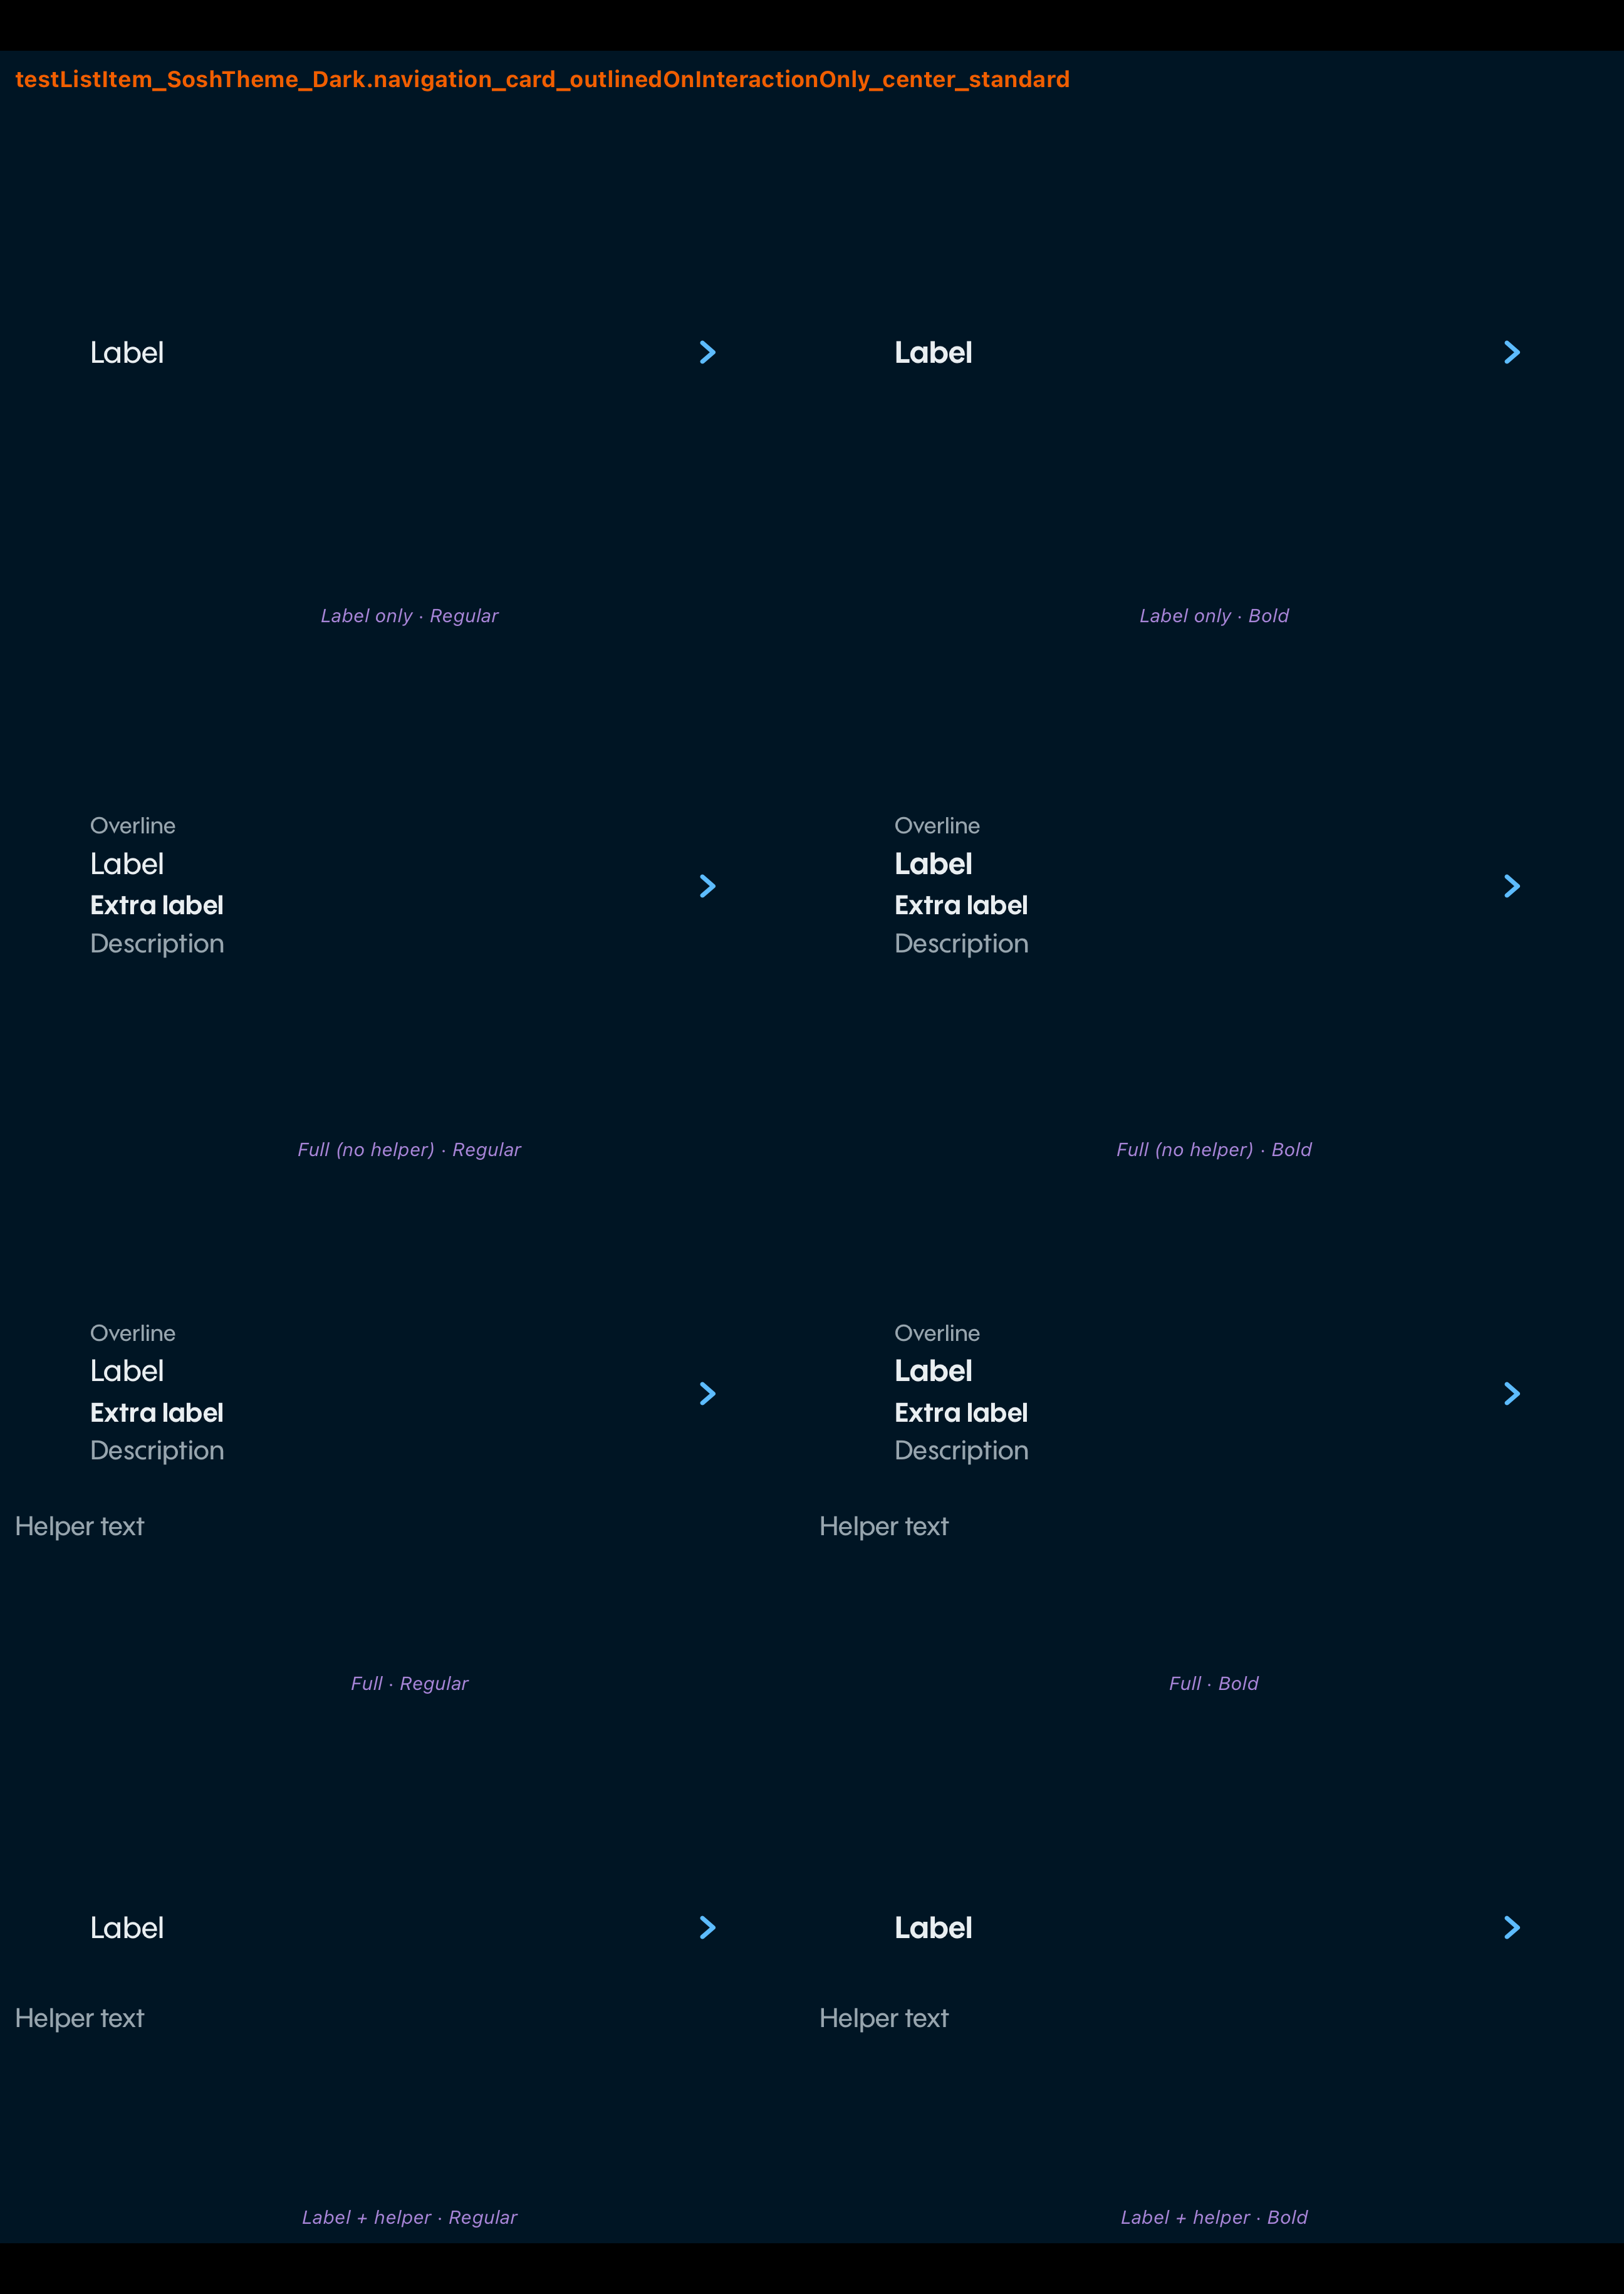 testListItem_SoshTheme_Dark.navigation_card_outlinedOnInteractionOnly_center_standard
Label
Label
Label only · Regular
Label only · Bold
Overline
Label
Extra label
Description
Overline
Label
Extra label
Description
Full (no helper) · Regular
Full (no helper) · Bold
Overline
Label
Extra label
Description
Helper text
Overline
Label
Extra label
Description
Helper text
Full · Regular
Full · Bold
Label
Helper text
Label
Helper text
Label + helper · Regular
Label + helper · Bold